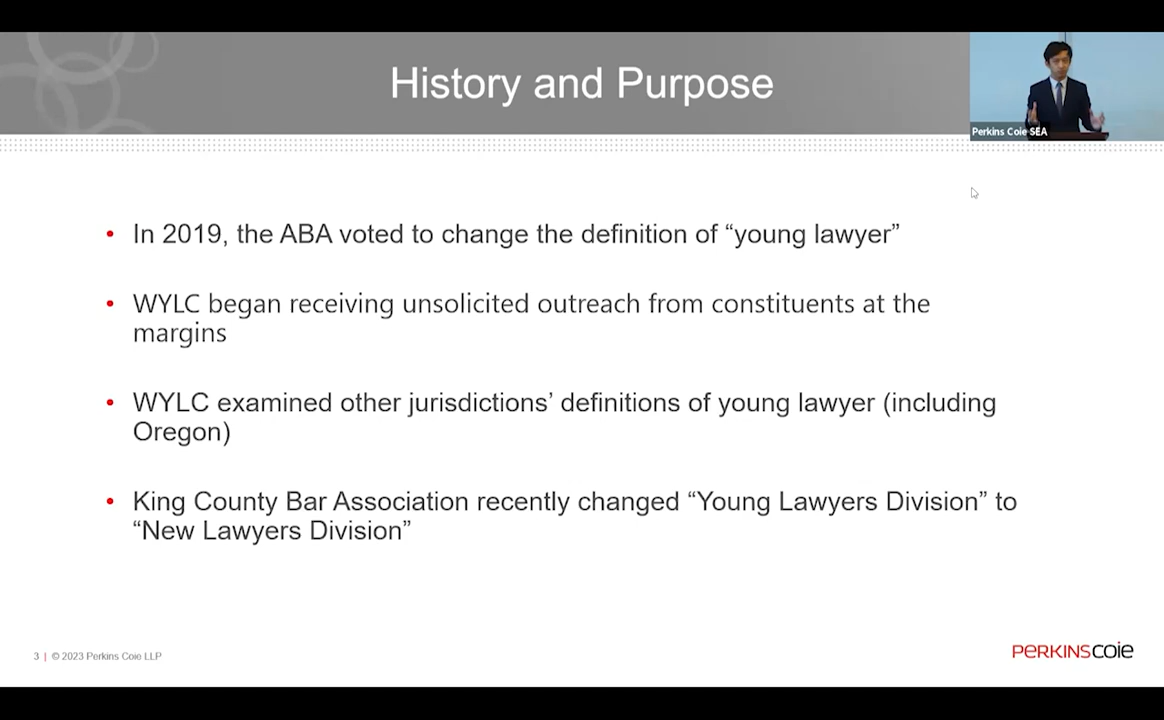 History and Purpose
Perkins Coie SEA
• In 2019, the ABA voted to change the definition of “young lawyer”
• WYLC began receiving unsolicited outreach from constituents at the
margins
• WYLC examined other jurisdictions’ definitions of young lawyer (including
Oregon)
• King County Bar Association recently changed “Young Lawyers Division” to
“New Lawyers Division”
3 | © 2023 Perkins Coie LLP
PERKINSCOIE